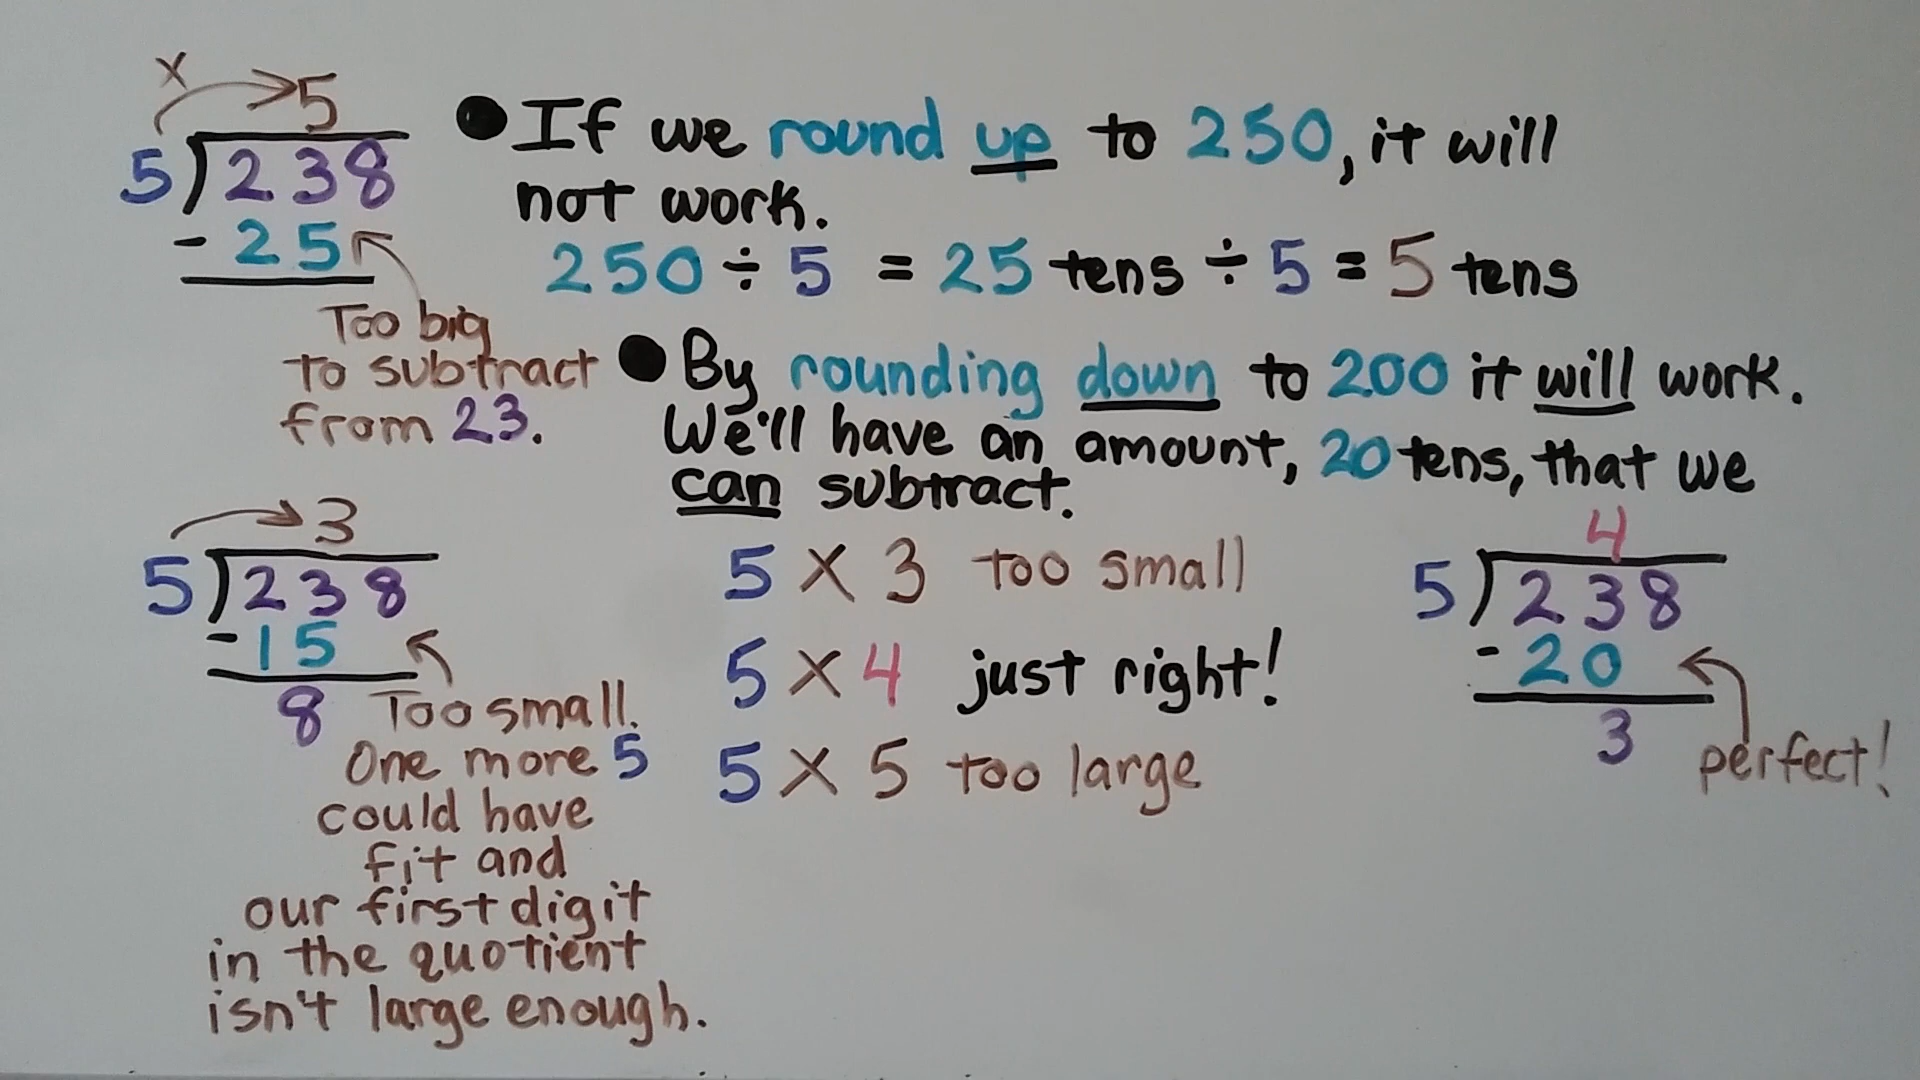 x
5
5)238
- 25
Too big
to subtract
from 23.
● If we round up to 250, it will
not work.
250 ÷ 5 = 25 tens ÷ 5 = 5 tens
● By rounding down to 200 it will work.
We'll have an amount, 20 tens, that we
can subtract.
3
5)238
-15
8
Too small.
One more 5
could have
fit and
our first digit
in the quotient
isn't large enough.
5 x 3 too small
5 x 4 just right!
5 x 5 too large
4
5)238
- 20
3
perfect!